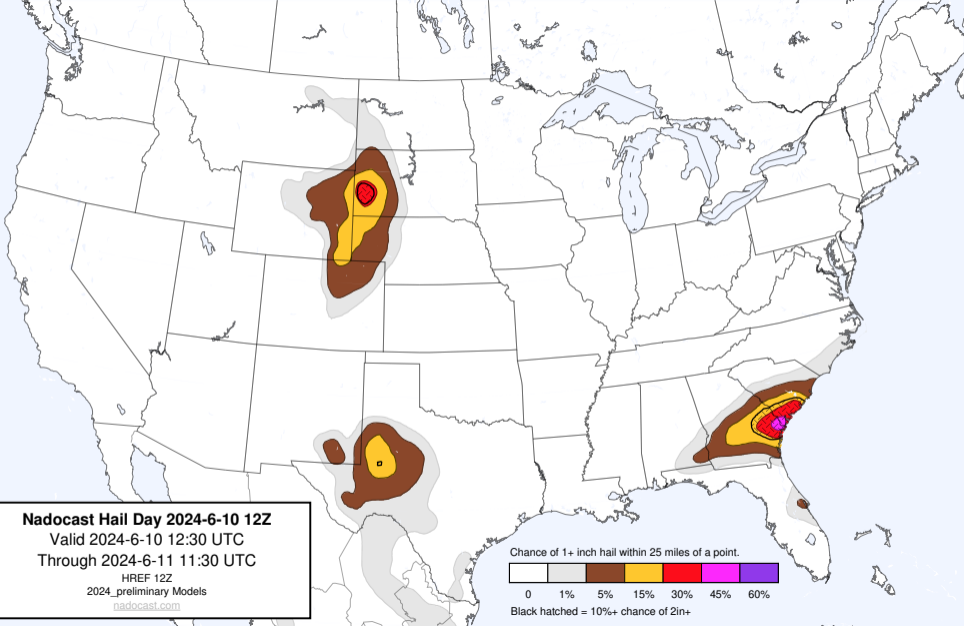 Nadocast Hail Day 2024-6-10 12Z
Valid 2024-6-10 12:30 UTC
Through 2024-6-11 11:30 UTC
HREF 12Z
2024_preliminary Models
nadocast.com
Chance of 1+ inch hail within 25 miles of a point.
0 1% 5% 15% 30% 45% 60%
Black hatched = 10%+ chance of 2in+